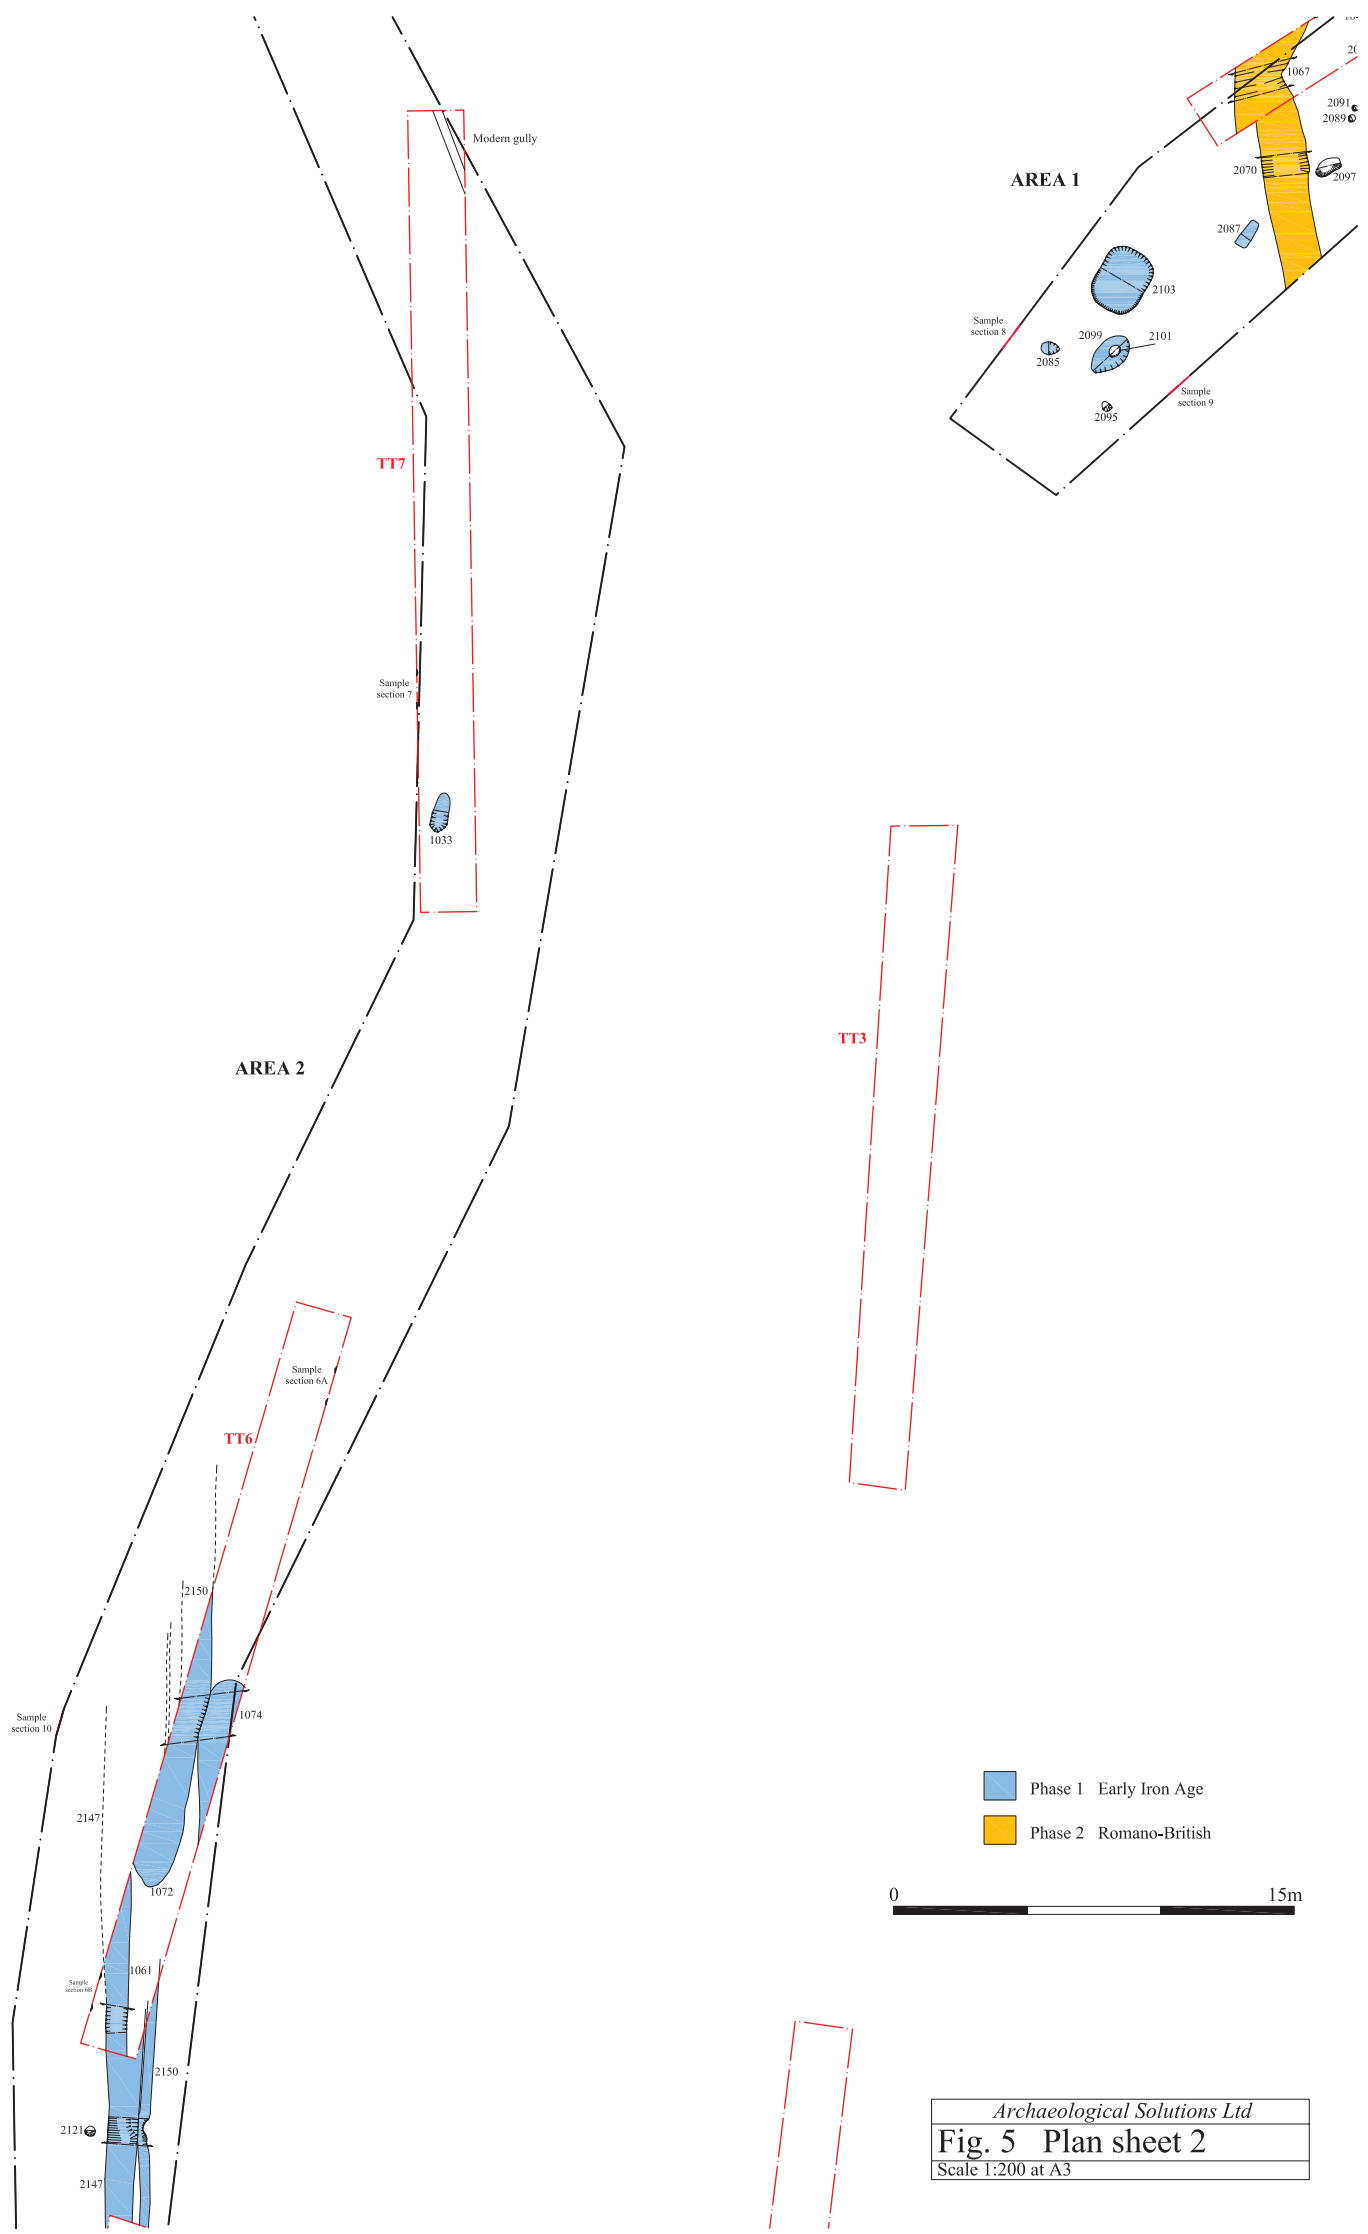 1067
2091
2089
Modern gully
2070
2097
AREA 1
2087
2103
Sample
section 8
2099
2101
2085
Sample
section 9
2095
TT7
Sample
section 7
1033
TT3
AREA 2
Sample
section 6A
TT6
2150
1074
Sample
section 10
2147
1072
1061
Sample
section 6B
2150
2121
2147
Phase 1 Early Iron Age
Phase 2 Romano-British
0 15m
Archaeological Solutions Ltd
Fig. 5 Plan sheet 2
Scale 1:200 at A3